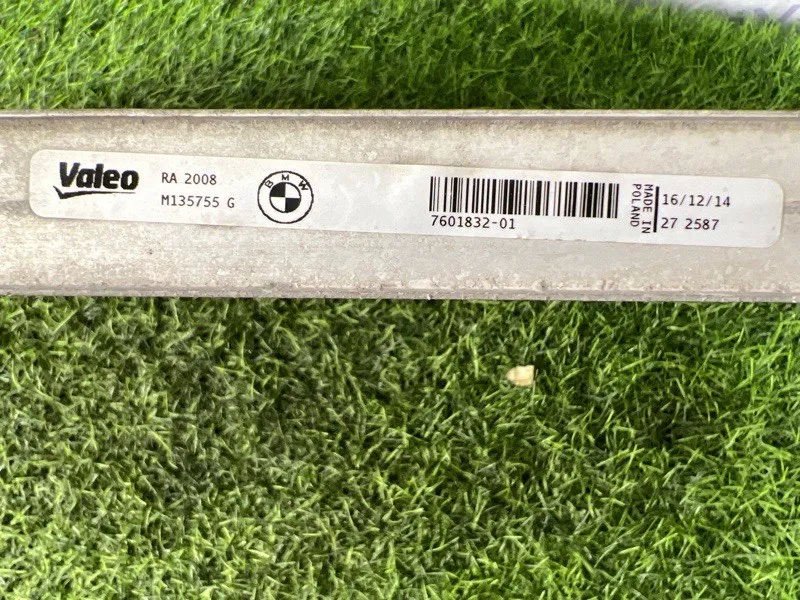 Valeo
RA 2008
M135755 G
BMW
7601832-01
MADE IN
POLAND
16/12/14
27 2587